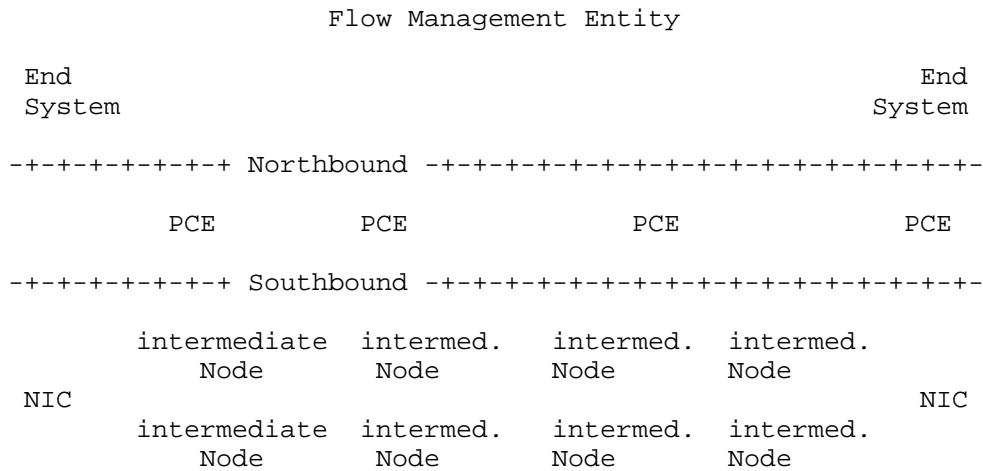 Flow Management Entity
End End
System System
-+-+-+-+-+-+ Northbound -+-+-+-+-+-+-+-+-+-+-+-+-+-+-+-+-+-
PCE PCE PCE PCE
-+-+-+-+-+-+ Southbound -+-+-+-+-+-+-+-+-+-+-+-+-+-+-+-+-+-
intermediate intermed. intermed. intermed.
Node Node Node Node
NIC NIC
intermediate intermed. intermed. intermed.
Node Node Node Node